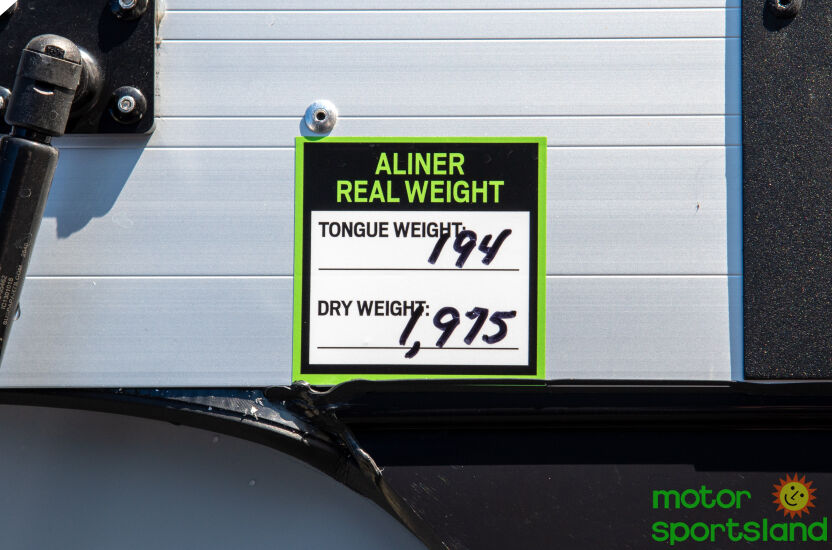 ALINER
REAL WEIGHT
TONGUE WEIGHT: 194
DRY WEIGHT: 1,975
motor
sportsland